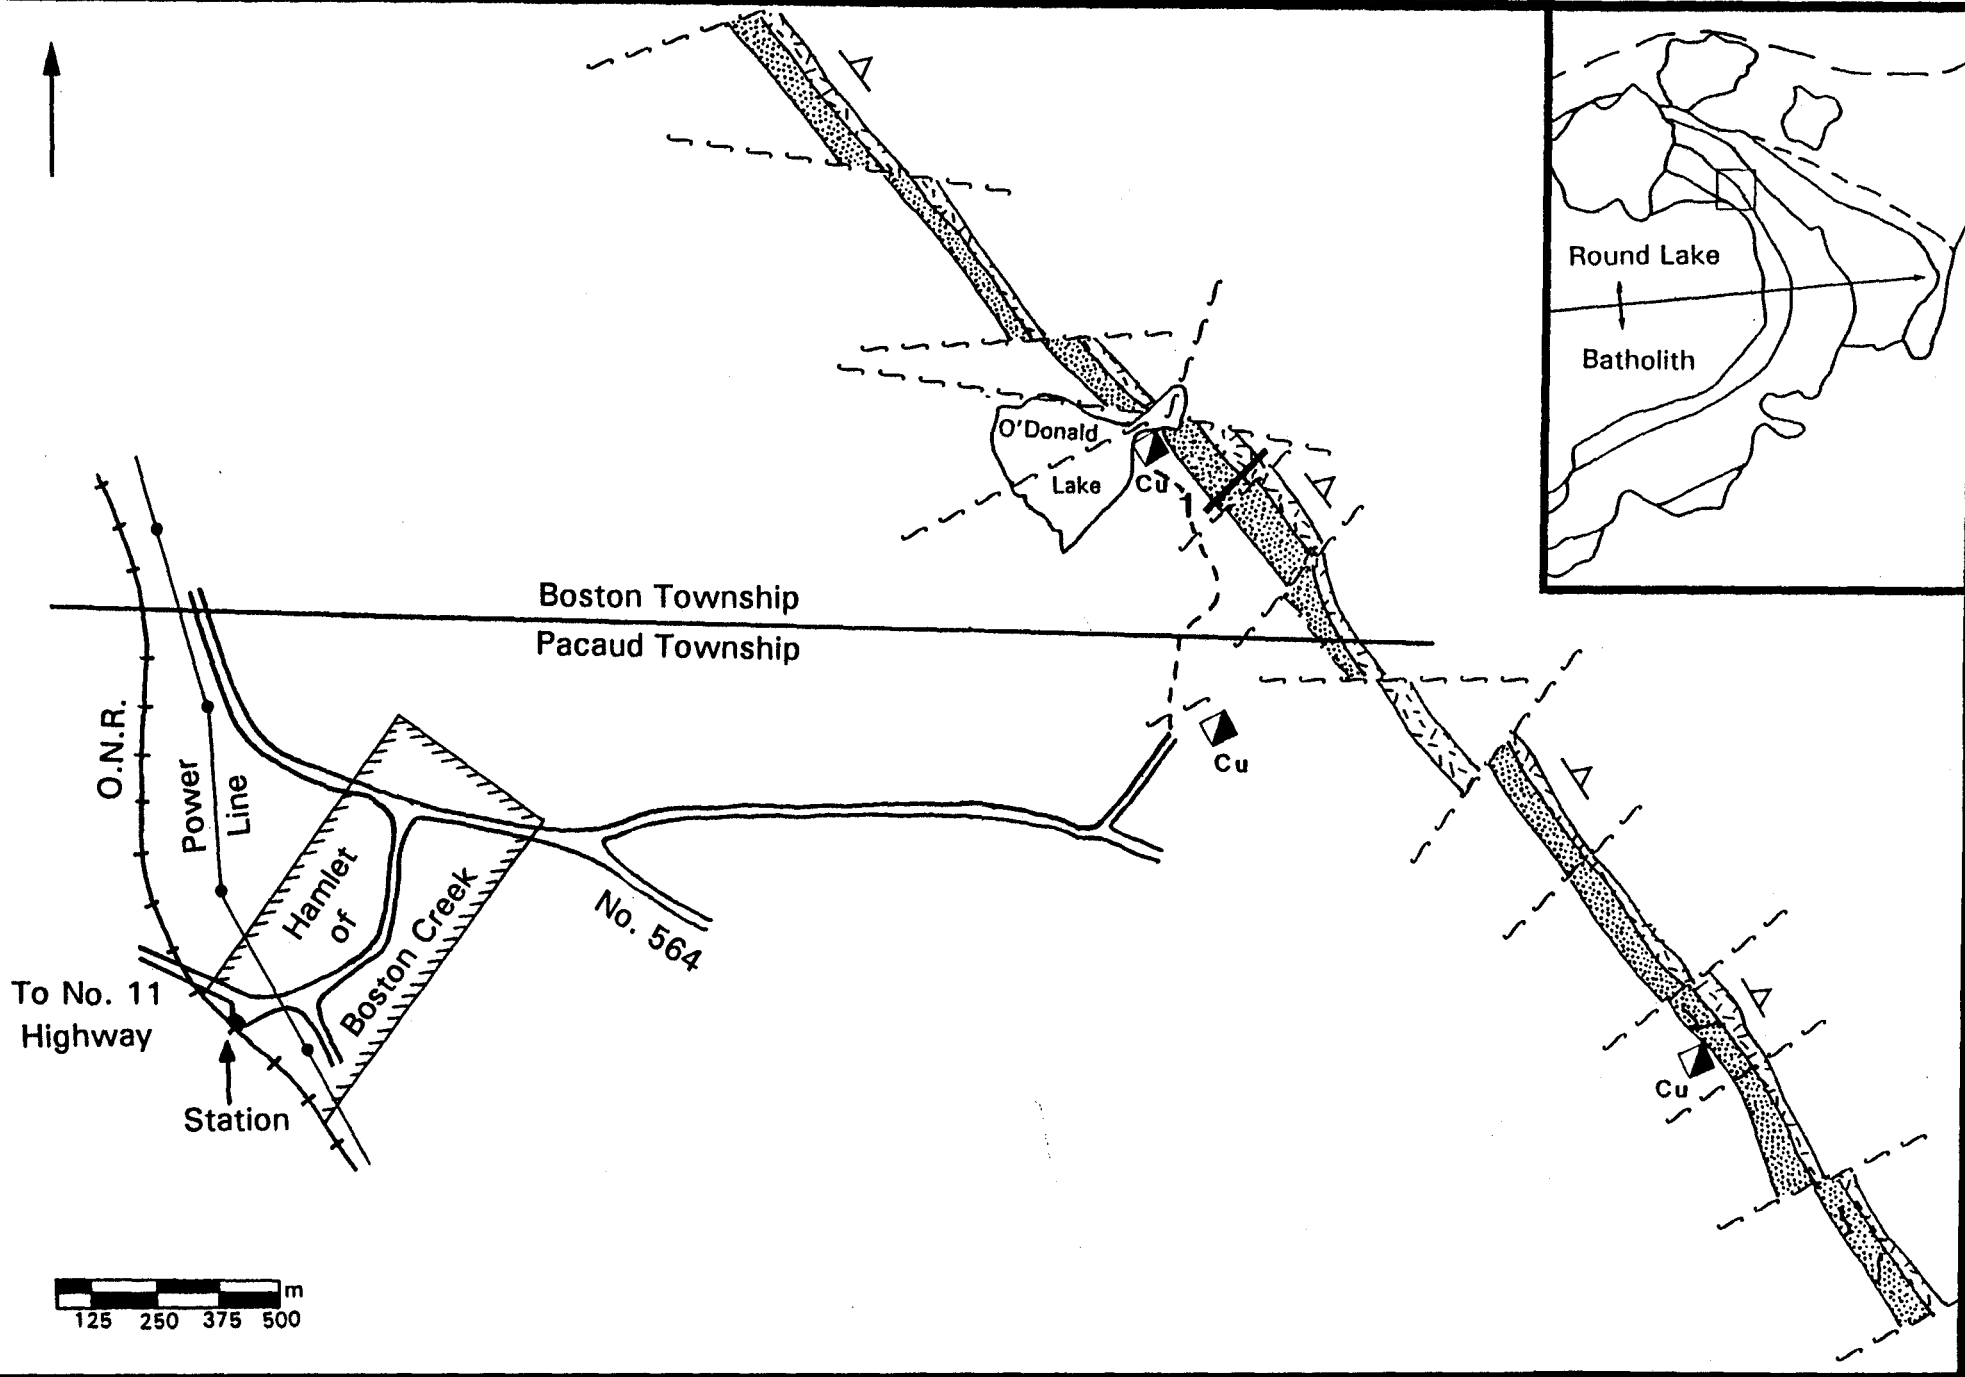 Round Lake
Batholith
O'Donald
Lake
Cu
Boston Township
Pacaud Township
O.N.R.
Power
Line
Cu
Hamlet
of
Boston Creek
No. 564
To No. 11
Highway
Station
Cu
m
125 250 375 500